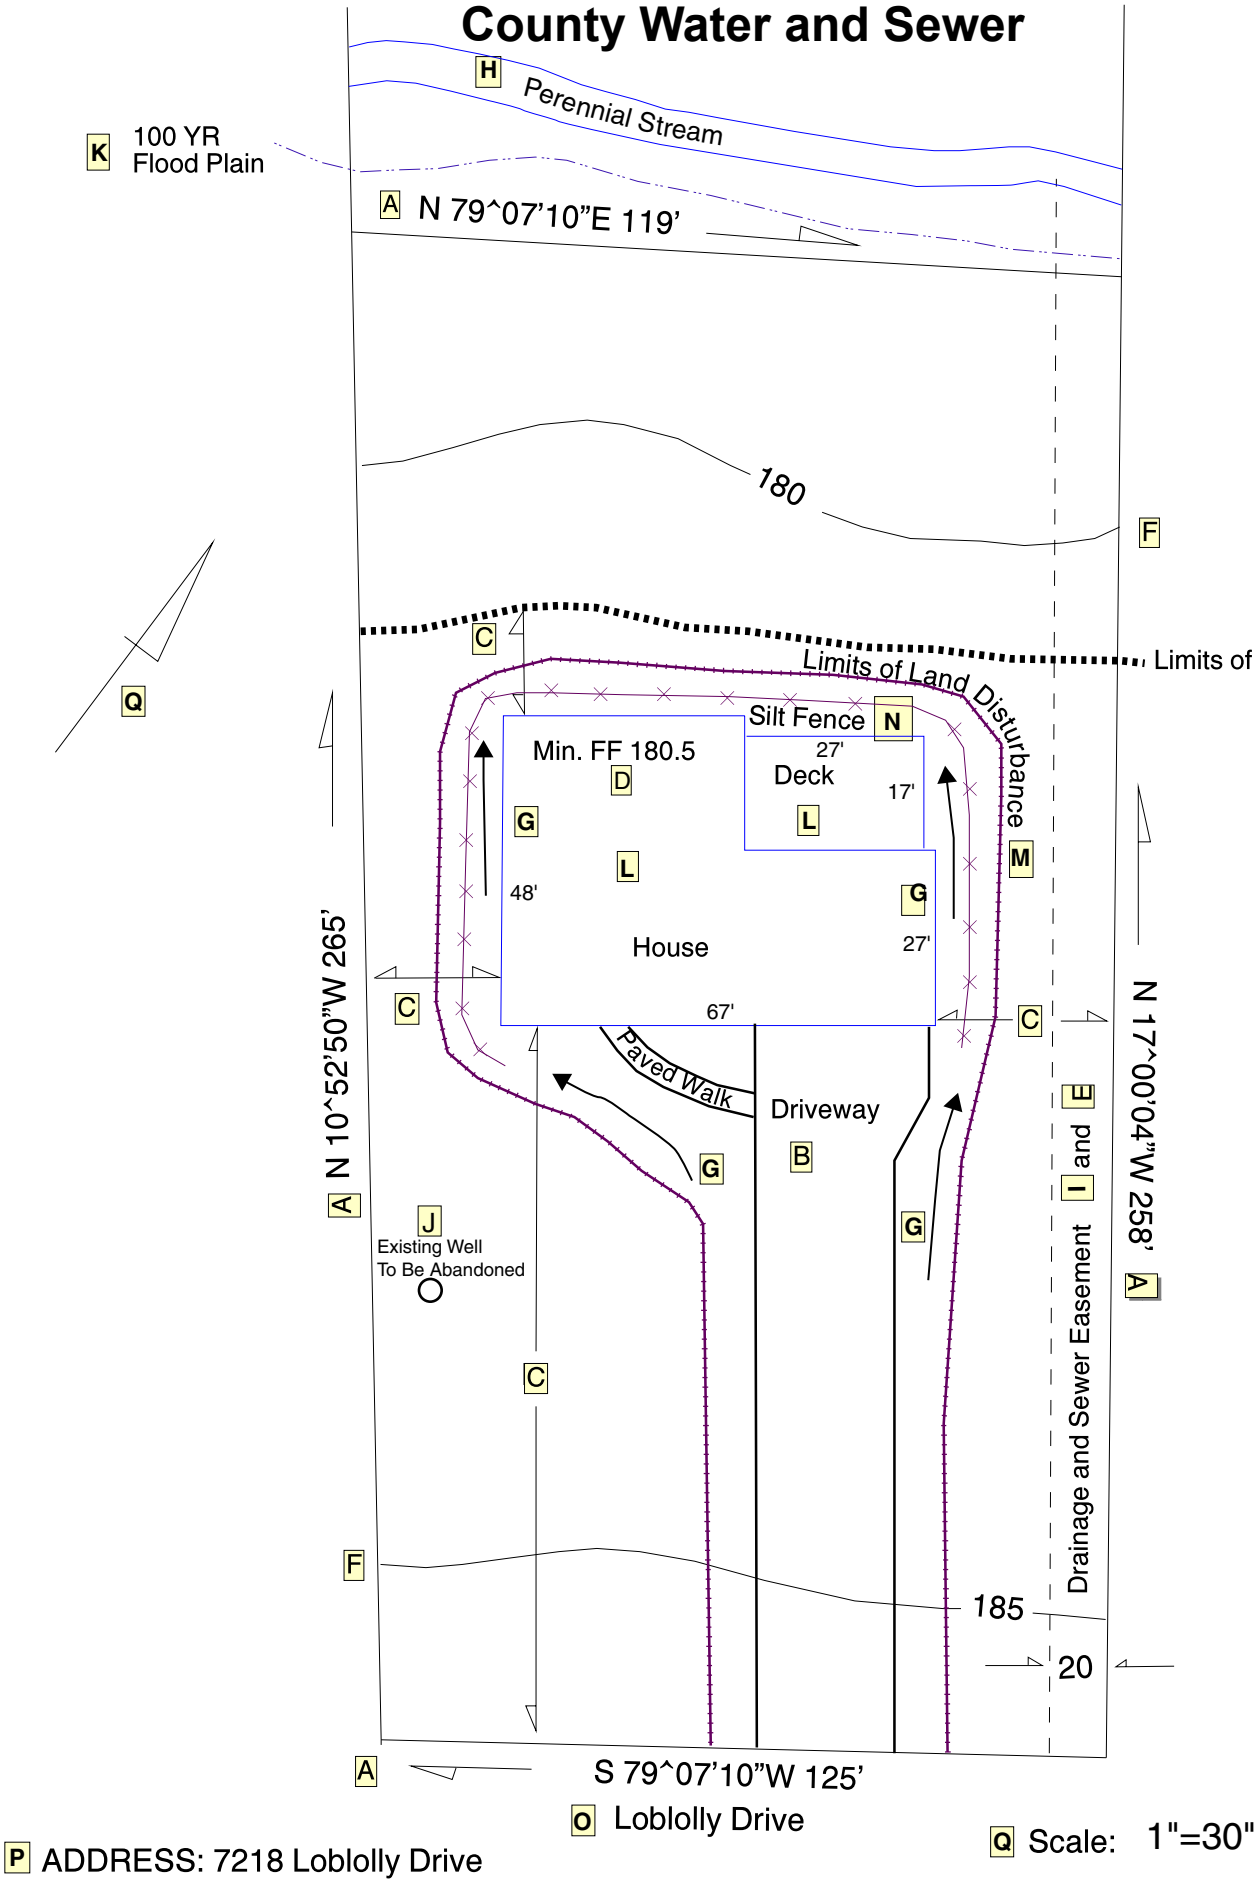 County Water and Sewer
H
Perennial Stream
K
100 YR
Flood Plain
A
N 79^07'10”E 119'
180
F
C
Limits of
Limits of Land Disturbance
Q
Silt Fence
N
Min. FF 180.5
27'
D
Deck
17'
G
L
L
M
48'
G
House
27'
67'
C
C
N 10^52'50”W 265'
A
N 17^00'04”W 258'
A
Paved Walk
Driveway
B
G
G
J
Existing Well
To Be Abandoned
C
Drainage and Sewer Easement I and E
F
185
20
A
S 79^07'10”W 125'
O Loblolly Drive
Q Scale: 1"=30"
P ADDRESS: 7218 Loblolly Drive